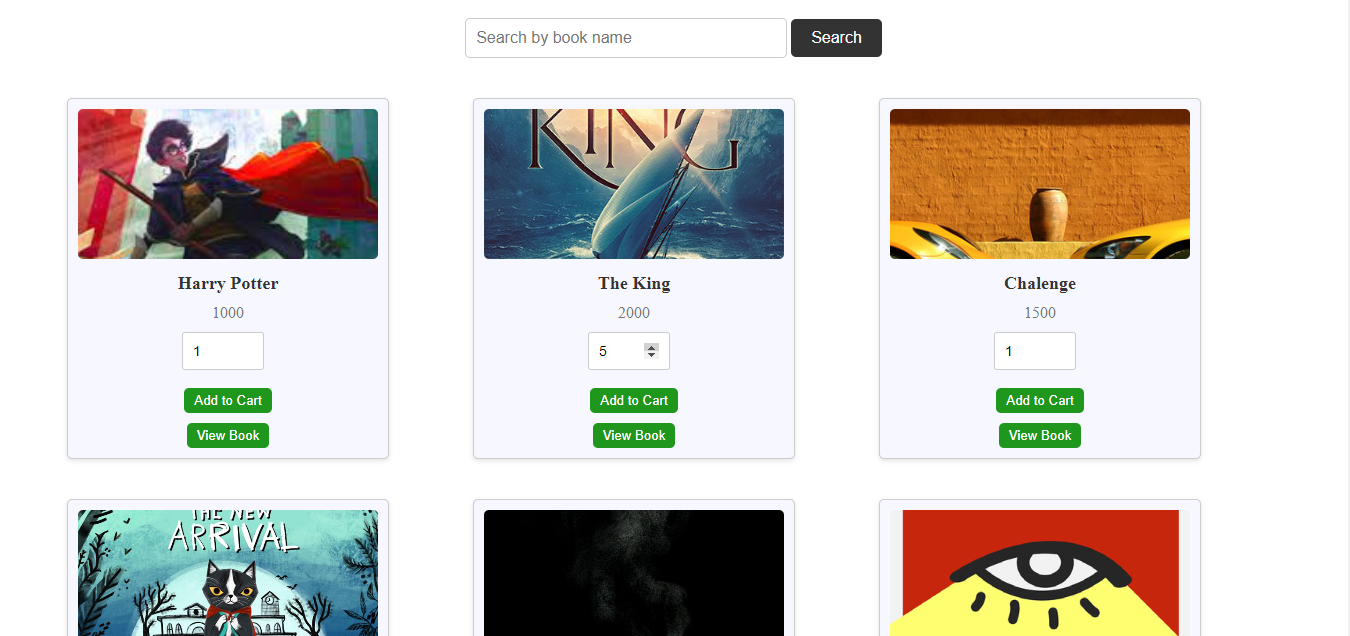 Search by book name Search
KING
Harry Potter
1000
1
Add to Cart
View Book
The King
2000
5
Add to Cart
View Book
Chalenge
1500
1
Add to Cart
View Book
THE NEW
ARRIVAL